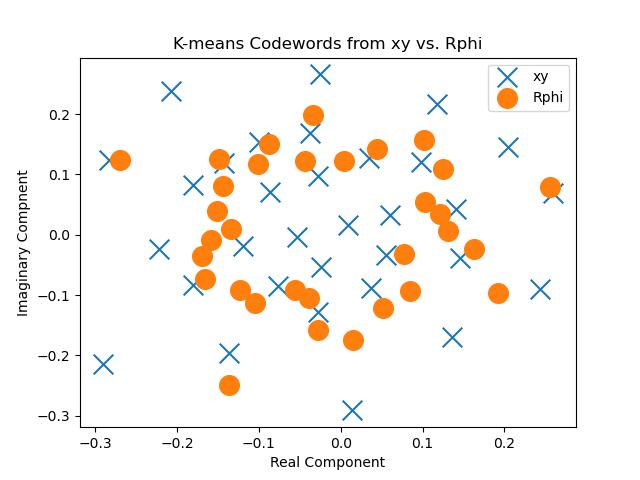 K-means Codewords from xy vs. Rphi
xy
Rphi
0.2
0.1
0.0
−0.1
−0.2
−0.3
Imaginary Compnent
−0.3 −0.2 −0.1 0.0 0.1 0.2
Real Component